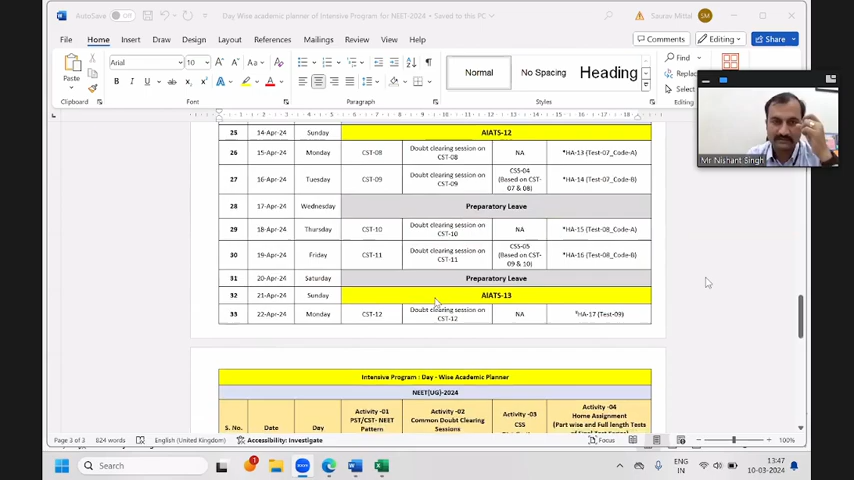 AutoSave Off Day Wise academic planner of Intensive Program for NEET-2024 • Saved to this PC Saurav Mittal SM
File Home Insert Draw Design Layout References Mailings Review View Help Comments Editing Share
Paste Arial 10 Normal No Spacing Heading Find
Replac
Select
Clipboard Font Paragraph Styles Editing
Mr Nishant Singh
25 14-Apr-24 Sunday AIATS-12
26 15-Apr-24 Monday CST-08 Doubt clearing session on CST-08 NA *HA-13 (Test-07_Code-A)
27 16-Apr-24 Tuesday CST-09 Doubt clearing session on CST-09 CSS-04 (Based on CST-07 & 08) *HA-14 (Test-07_Code-B)
28 17-Apr-24 Wednesday Preparatory Leave
29 18-Apr-24 Thursday CST-10 Doubt clearing session on CST-10 NA *HA-15 (Test-08_Code-A)
30 19-Apr-24 Friday CST-11 Doubt clearing session on CST-11 CSS-05 (Based on CST-09 & 10) *HA-16 (Test-08_Code-B)
31 20-Apr-24 Saturday Preparatory Leave
32 21-Apr-24 Sunday AIATS-13
33 22-Apr-24 Monday CST-12 Doubt clearing session on CST-12 NA *HA-17 (Test-09)
Intensive Program : Day - Wise Academic Planner
NEET(UG)-2024
S. No. Date Day Activity -01 PST/CST- NEET Pattern Activity -02 Common Doubt Clearing Sessions Activity -03 CSS Activity -04 Home Assignment (Part wise and Full length Tests
Page 3 of 3 824 words English (United Kingdom) Accessibility: Investigate Focus 100%
Search ENG IN 13:47 10-03-2024